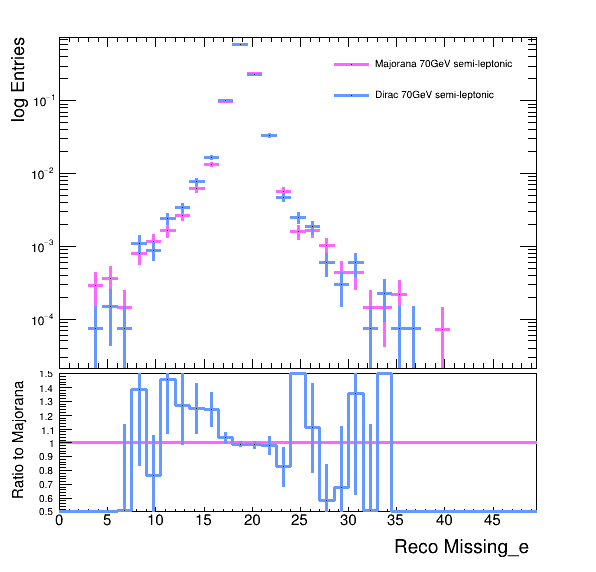 log Entries
Majorana 70GeV semi-leptonic
Dirac 70GeV semi-leptonic
10⁻¹
10⁻²
10⁻³
10⁻⁴
Ratio to Majorana
1.5
1.4
1.3
1.2
1.1
1
0.9
0.8
0.7
0.6
0.5
0 5 10 15 20 25 30 35 40 45
Reco Missing_e